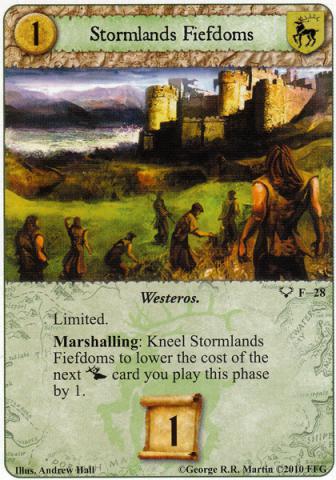 1
Stormlands Fiefdoms
Westeros.
F–28
Limited.
Marshalling: Kneel Stormlands
Fiefdoms to lower the cost of the
next card you play this phase
by 1.
1
Illus. Andrew Hall
©George R.R. Martin ©2010 FFG